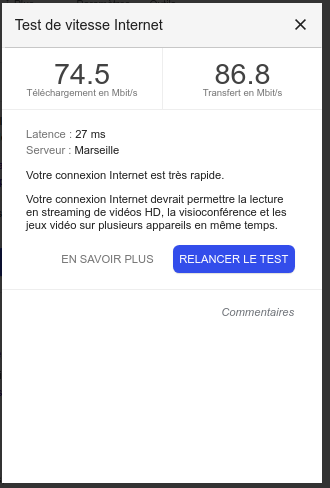 Test de vitesse Internet
74.5
Téléchargement en Mbit/s
86.8
Transfert en Mbit/s
Latence : 27 ms
Serveur : Marseille
Votre connexion Internet est très rapide.
Votre connexion Internet devrait permettre la lecture
en streaming de vidéos HD, la visioconférence et les
jeux vidéo sur plusieurs appareils en même temps.
EN SAVOIR PLUS
RELANCER LE TEST
Commentaires